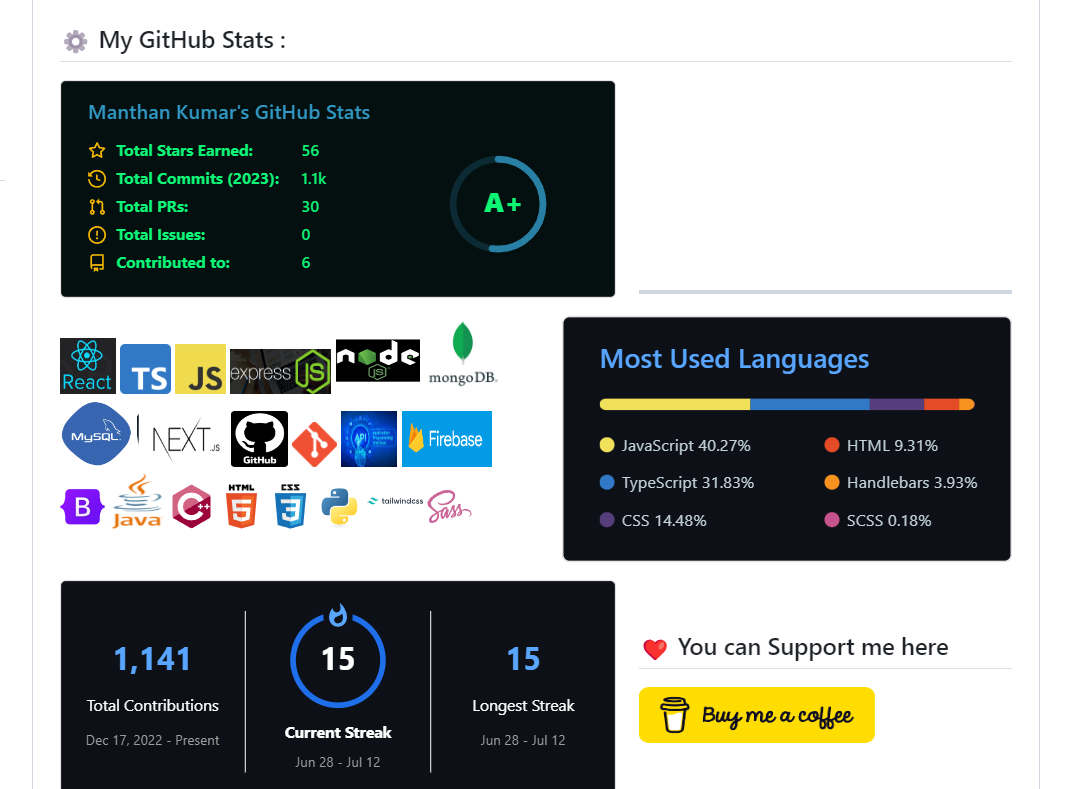 My GitHub Stats :
Manthan Kumar's GitHub Stats
Total Stars Earned: 56
Total Commits (2023): 1.1k
Total PRs: 30
Total Issues: 0
Contributed to: 6
A+
React
TS
JS
express JS
node
JS
mongoDB.
MySQL
NEXT.JS
GitHub
API
Firebase
B
Java
C++
HTML
5
CSS
3
tailwindcss
Sass
Most Used Languages
JavaScript 40.27%
HTML 9.31%
TypeScript 31.83%
Handlebars 3.93%
CSS 14.48%
SCSS 0.18%
1,141
Total Contributions
Dec 17, 2022 - Present
15
Current Streak
Jun 28 - Jul 12
15
Longest Streak
Jun 28 - Jul 12
You can Support me here
Buy me a coffee